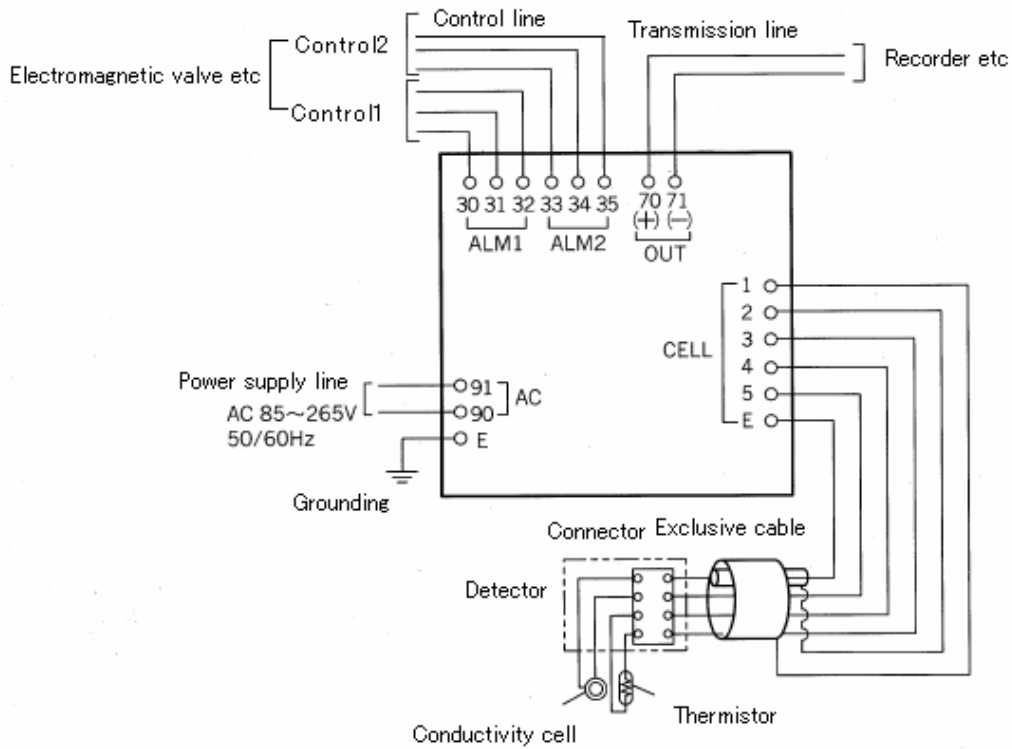 Control line
Control2
Transmission line
Electromagnetic valve etc
Recorder etc
Control1
30 31 32 33 34 35 70 71
(+) (−)
ALM1 ALM2 OUT
1
2
3
CELL
4
5
E
Power supply line
91
AC
AC 85~265V
90
50/60Hz
E
Grounding
Connector Exclusive cable
Detector
Thermistor
Conductivity cell